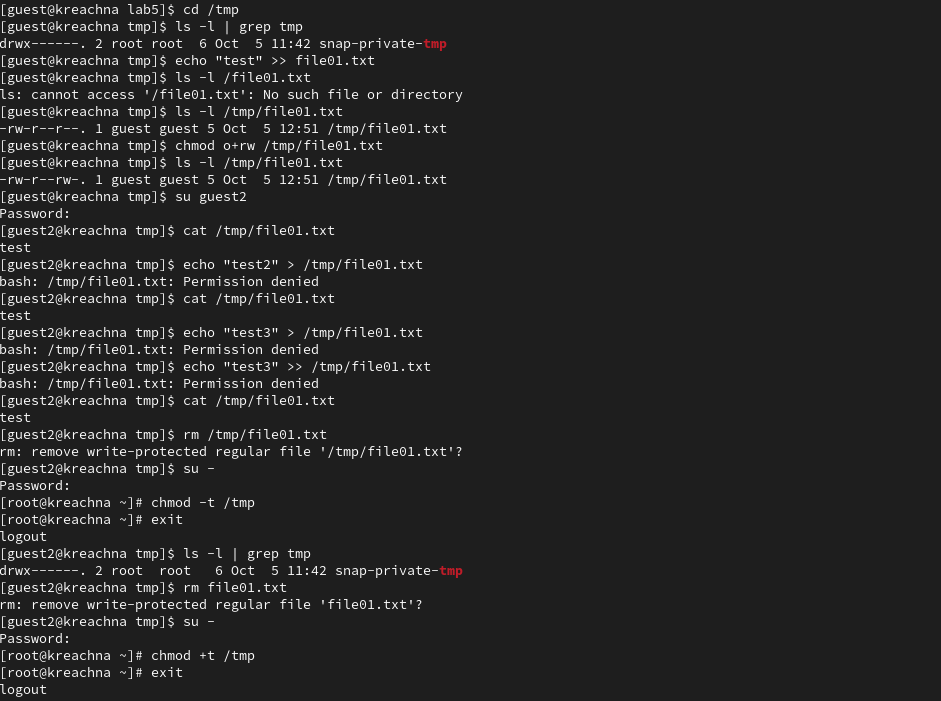 [guest@kreachna lab5]$ cd /tmp
[guest@kreachna tmp]$ ls -l | grep tmp
drwx------. 2 root root  6 Oct  5 11:42 snap-private-tmp
[guest@kreachna tmp]$ echo "test" >> file01.txt
[guest@kreachna tmp]$ ls -l /file01.txt
ls: cannot access '/file01.txt': No such file or directory
[guest@kreachna tmp]$ ls -l /tmp/file01.txt
-rw-r--r--. 1 guest guest 5 Oct  5 12:51 /tmp/file01.txt
[guest@kreachna tmp]$ chmod o+rw /tmp/file01.txt
[guest@kreachna tmp]$ ls -l /tmp/file01.txt
-rw-r--rw-. 1 guest guest 5 Oct  5 12:51 /tmp/file01.txt
[guest@kreachna tmp]$ su guest2
Password:
[guest2@kreachna tmp]$ cat /tmp/file01.txt
test
[guest2@kreachna tmp]$ echo "test2" > /tmp/file01.txt
bash: /tmp/file01.txt: Permission denied
[guest2@kreachna tmp]$ cat /tmp/file01.txt
test
[guest2@kreachna tmp]$ echo "test3" > /tmp/file01.txt
bash: /tmp/file01.txt: Permission denied
[guest2@kreachna tmp]$ echo "test3" >> /tmp/file01.txt
bash: /tmp/file01.txt: Permission denied
[guest2@kreachna tmp]$ cat /tmp/file01.txt
test
[guest2@kreachna tmp]$ rm /tmp/file01.txt
rm: remove write-protected regular file '/tmp/file01.txt'?
[guest2@kreachna tmp]$ su -
Password:
[root@kreachna ~]# chmod -t /tmp
[root@kreachna ~]# exit
logout
[guest2@kreachna tmp]$ ls -l | grep tmp
drwx------. 2 root  root   6 Oct  5 11:42 snap-private-tmp
[guest2@kreachna tmp]$ rm file01.txt
rm: remove write-protected regular file 'file01.txt'?
[guest2@kreachna tmp]$ su -
Password:
[root@kreachna ~]# chmod +t /tmp
[root@kreachna ~]# exit
logout